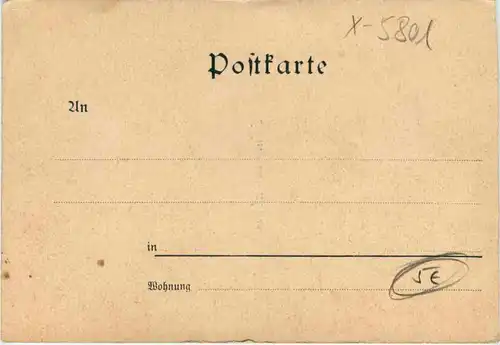 X-5801
Postkarte
An
in
Wohnung
5€